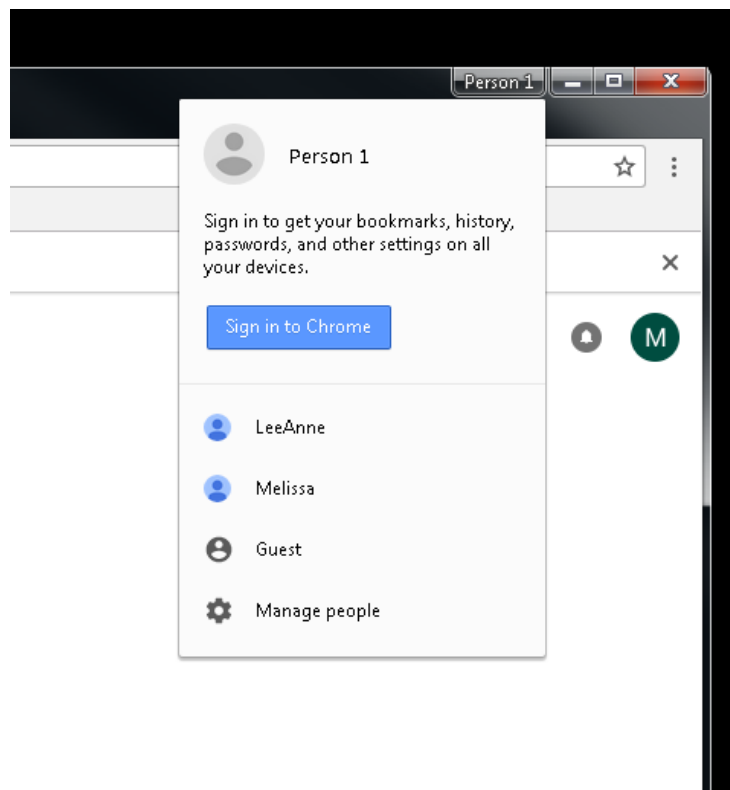 Person 1
Person 1
Sign in to get your bookmarks, history,
passwords, and other settings on all
your devices.
Sign in to Chrome
M
LeeAnne
Melissa
Guest
Manage people